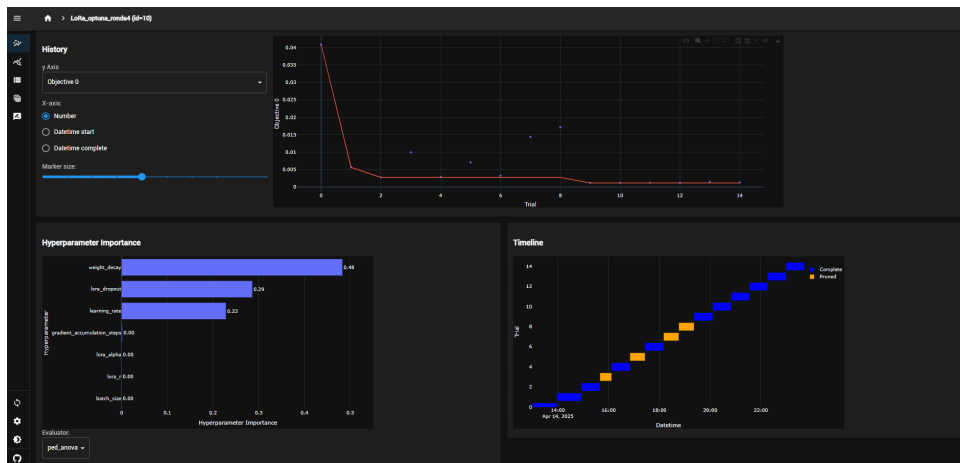 LoRa_optuna_ronda4 (id=10)
History
y Axis
Objective 0
X-axis:
Number
Datetime start
Datetime complete
Marker size:
0.04
0.035
0.03
0.025
0.02
0.015
0.01
0.005
0
Objective 0
0 2 4 6 8 10 12 14
Trial
Hyperparameter Importance
weight_decay 0.48
lora_dropout 0.29
learning_rate 0.23
gradient_accumulation_steps 0.00
lora_alpha 0.00
lora_r 0.00
batch_size 0.00
Hyperparameter
0 0.1 0.2 0.3 0.4 0.5
Hyperparameter Importance
Evaluator:
ped_anova
Timeline
14
12
10
8
6
4
2
0
Trial
Complete
Pruned
14:00 16:00 18:00 20:00 22:00
Apr 14, 2025
Datetime